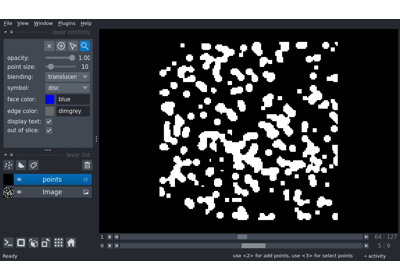 File View Window Plugins Help
layer controls
opacity: 1.00
point size: 10
blending: translucen
symbol: disc
face color: blue
edge color: dimgrey
display text:
out of slice:
layer list
points
Image
1 64 127
0 5 9
Ready use <2> for add points, use <3> for select points activity